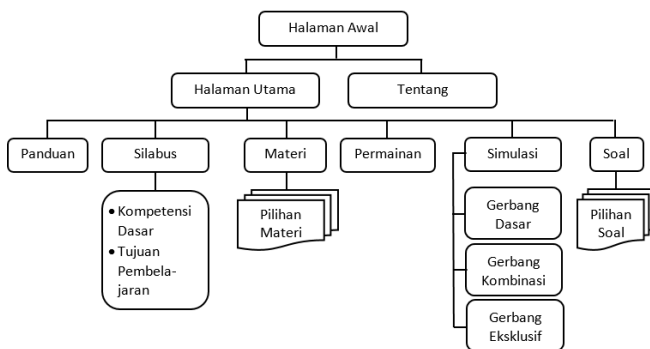 Halaman Awal
Halaman Utama
Tentang
Panduan
Silabus
Materi
Permainan
Simulasi
Soal
• Kompetensi
Dasar
• Tujuan
Pembela-
jaran
Pilihan
Materi
Gerbang
Dasar
Gerbang
Kombinasi
Gerbang
Eksklusif
Pilihan
Soal